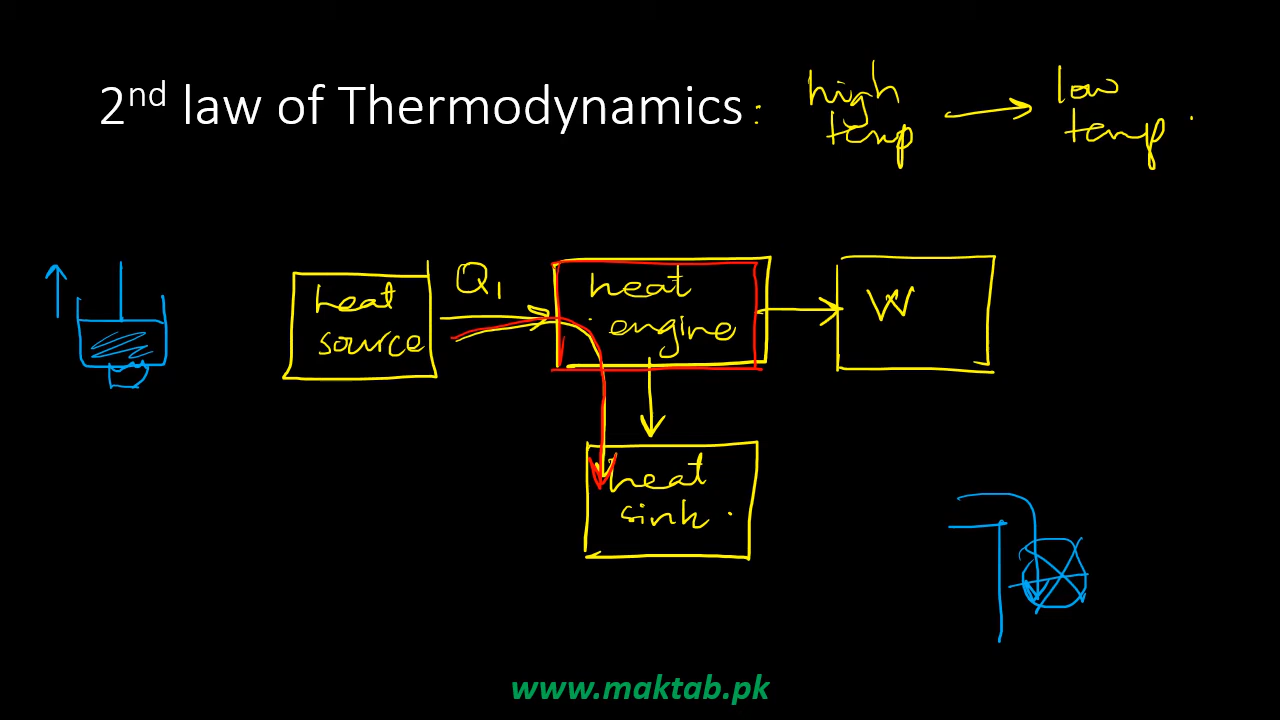 2nd law of Thermodynamics :
high temp → low temp .
heat source
Q1
heat engine
W
heat sink .
www.maktab.pk